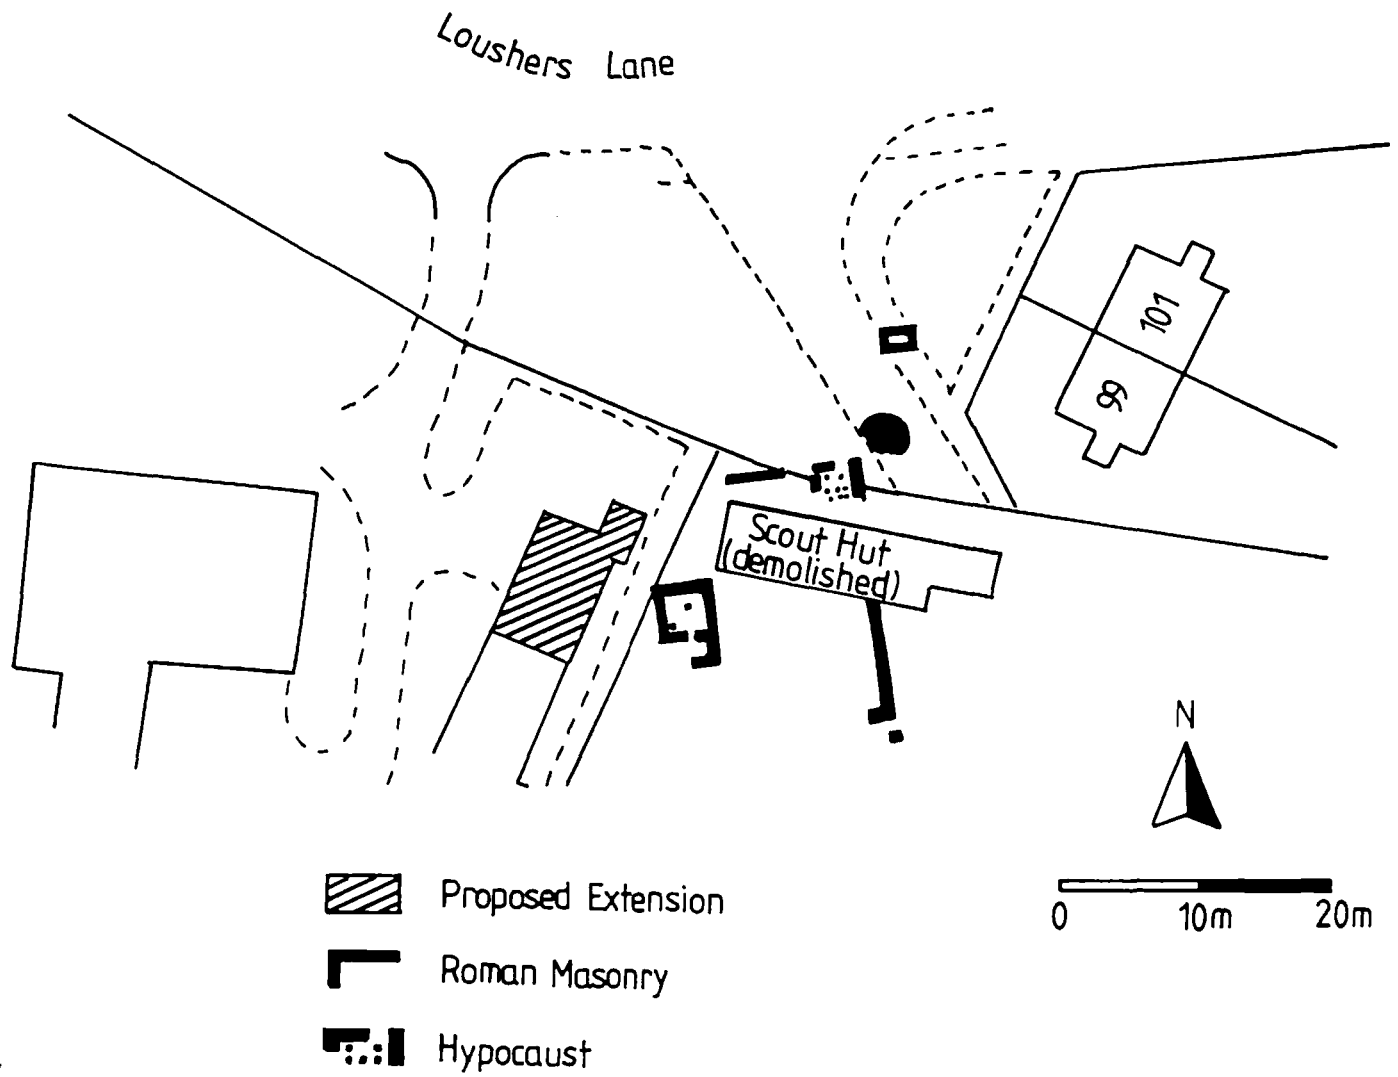 Loushers Lane
101
99
Scout Hut
(demolished)
N
0 10m 20m
Proposed Extension
Roman Masonry
Hypocaust